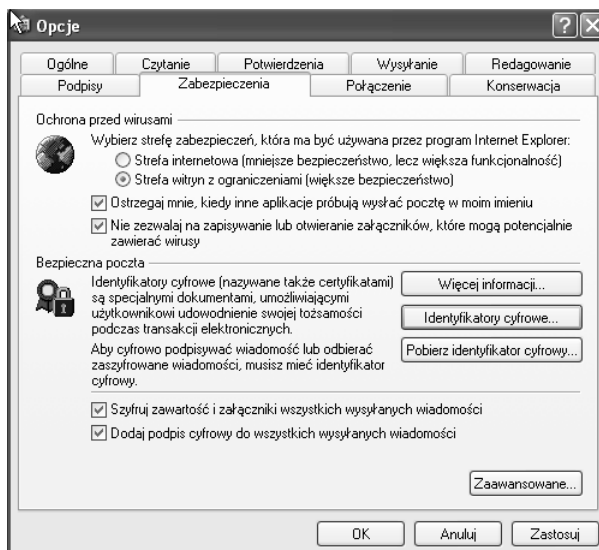 Opcje
Ogólne Czytanie Potwierdzenia Wysyłanie Redagowanie
Podpisy Zabezpieczenia Połączenie Konserwacja
Ochrona przed wirusami
Wybierz strefę zabezpieczeń, która ma być używana przez program Internet Explorer:
Strefa internetowa (mniejsze bezpieczeństwo, lecz większa funkcjonalność)
Strefa witryn z ograniczeniami (większe bezpieczeństwo)
Ostrzegaj mnie, kiedy inne aplikacje próbują wysłać pocztę w moim imieniu
Nie zezwalaj na zapisywanie lub otwieranie załączników, które mogą potencjalnie
zawierać wirusy
Bezpieczna poczta
Identyfikatory cyfrowe (nazywane także certyfikatami)
są specjalnymi dokumentami, umożliwiającymi
użytkownikowi udowodnienie swojej tożsamości
podczas transakcji elektronicznych.
Więcej informacji...
Identyfikatory cyfrowe...
Aby cyfrowo podpisywać wiadomość lub odbierać
zaszyfrowane wiadomości, musisz mieć identyfikator
cyfrowy.
Pobierz identyfikator cyfrowy...
Szyfruj zawartość i załączniki wszystkich wysyłanych wiadomości
Dodaj podpis cyfrowy do wszystkich wysyłanych wiadomości
Zaawansowane...
OK Anuluj Zastosuj